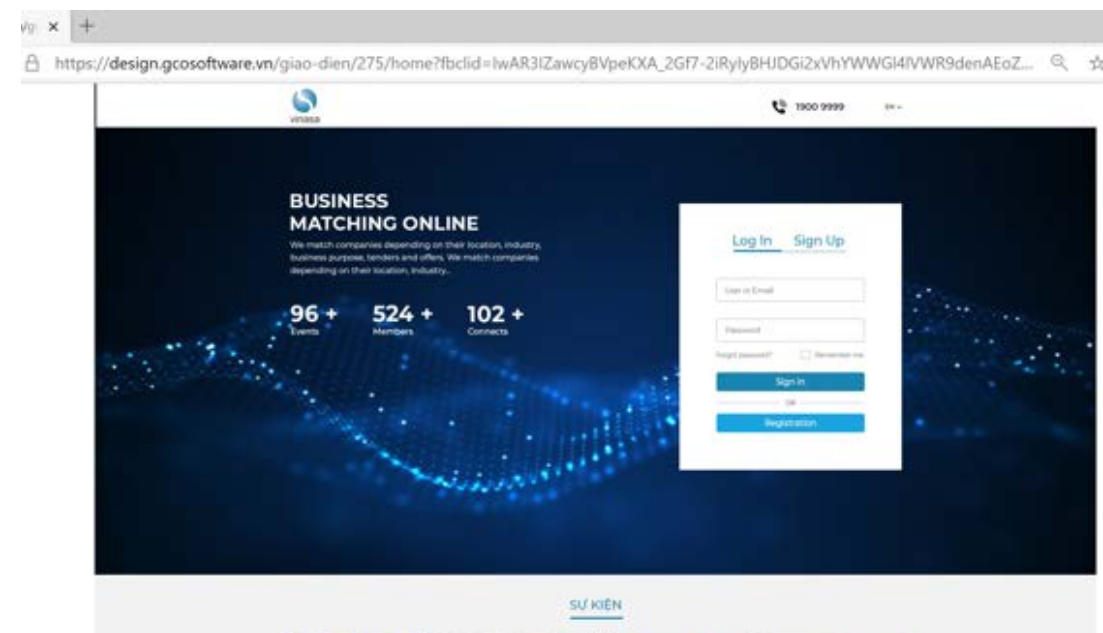 https://design.gcosoftware.vn/giao-dien/275/home?fbclid=IwAR3IZawcyBVpeKXA_2Gf7-2iRyIyBHJDGi2xVhYWWGl4lVWR9denAEoZ...
vinasa
1900 9999
EN
BUSINESS
MATCHING ONLINE
We match companies depending on their location, industry,
business purpose, tenders and offers. We match companies
depending on their location, industry..
96 + 524 + 102 +
Events Members Connects
Log In Sign Up
User or Email
Password
Forgot password? Remember me
Sign in
OR
Registration
SỰ KIỆN